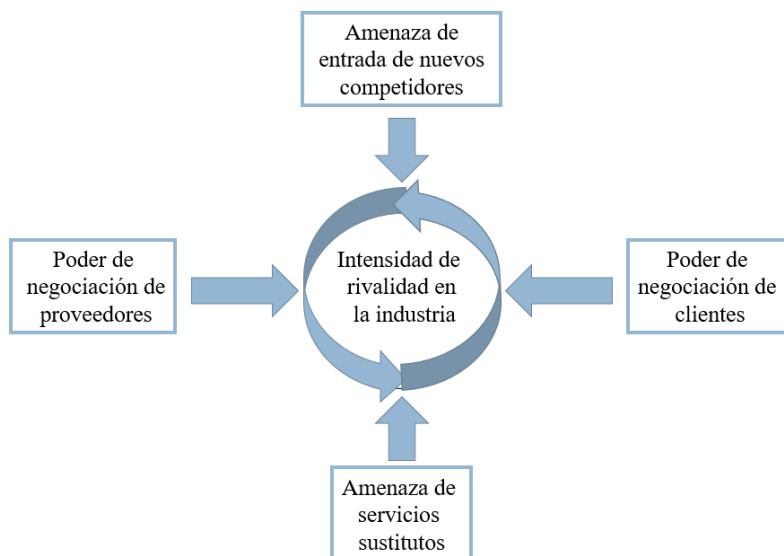 Amenaza de
entrada de nuevos
competidores
Poder de
negociación de
proveedores
Intensidad de
rivalidad en
la industria
Poder de
negociación de
clientes
Amenaza de
servicios
sustitutos